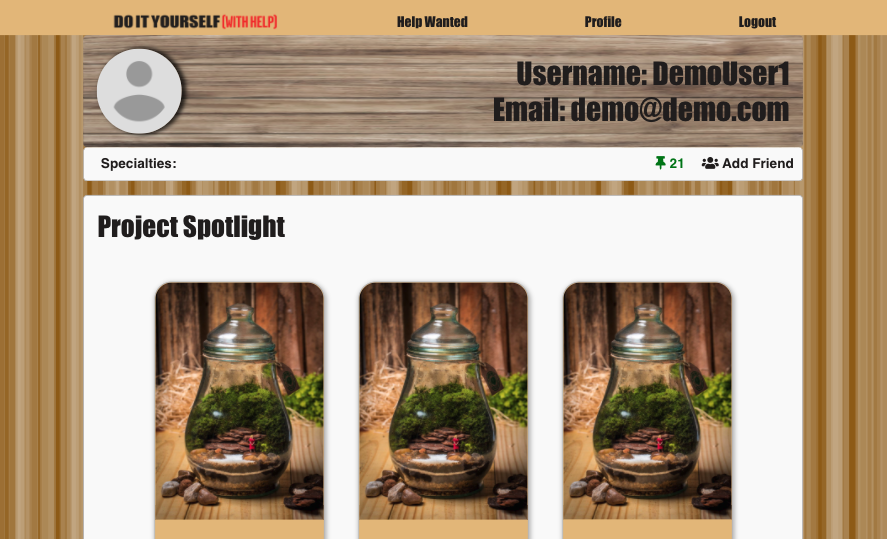 DO IT YOURSELF (WITH HELP) Help Wanted Profile Logout
Username: DemoUser1
Email: demo@demo.com
Specialties: 21 Add Friend
Project Spotlight